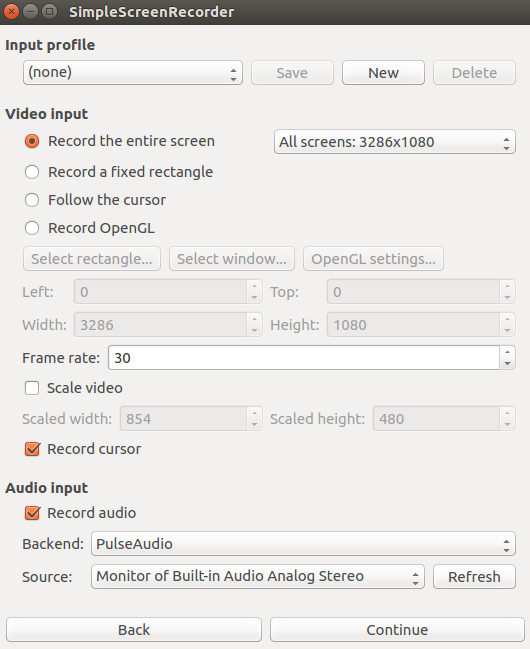 SimpleScreenRecorder
Input profile
(none) Save New Delete
Video input
Record the entire screen All screens: 3286x1080
Record a fixed rectangle
Follow the cursor
Record OpenGL
Select rectangle... Select window... OpenGL settings...
Left: 0 Top: 0
Width: 3286 Height: 1080
Frame rate: 30
Scale video
Scaled width: 854 Scaled height: 480
Record cursor
Audio input
Record audio
Backend: PulseAudio
Source: Monitor of Built-in Audio Analog Stereo Refresh
Back Continue